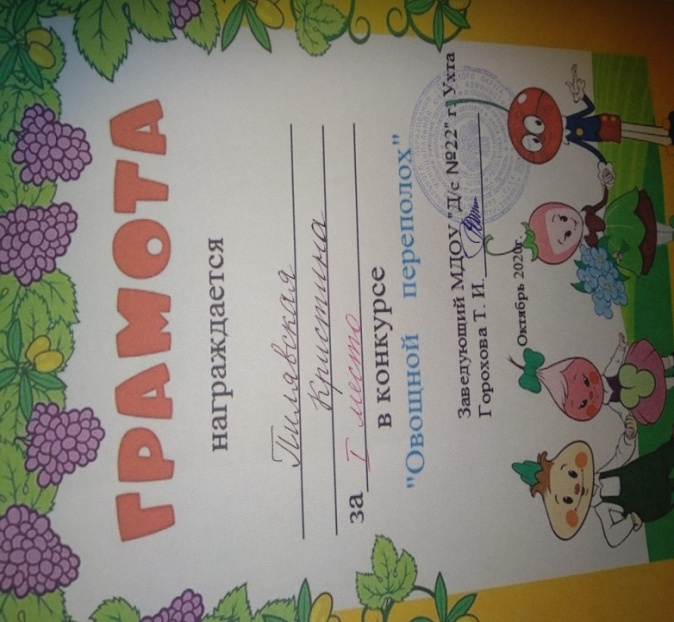 ГРАМОТА
награждается
Пилявская
Кристина
за I место
в конкурсе
"Овощной переполох"
Заведующий МДОУ "Д/с №22" г. Ухта
Горохова Т. И.
Октябрь 2020г.